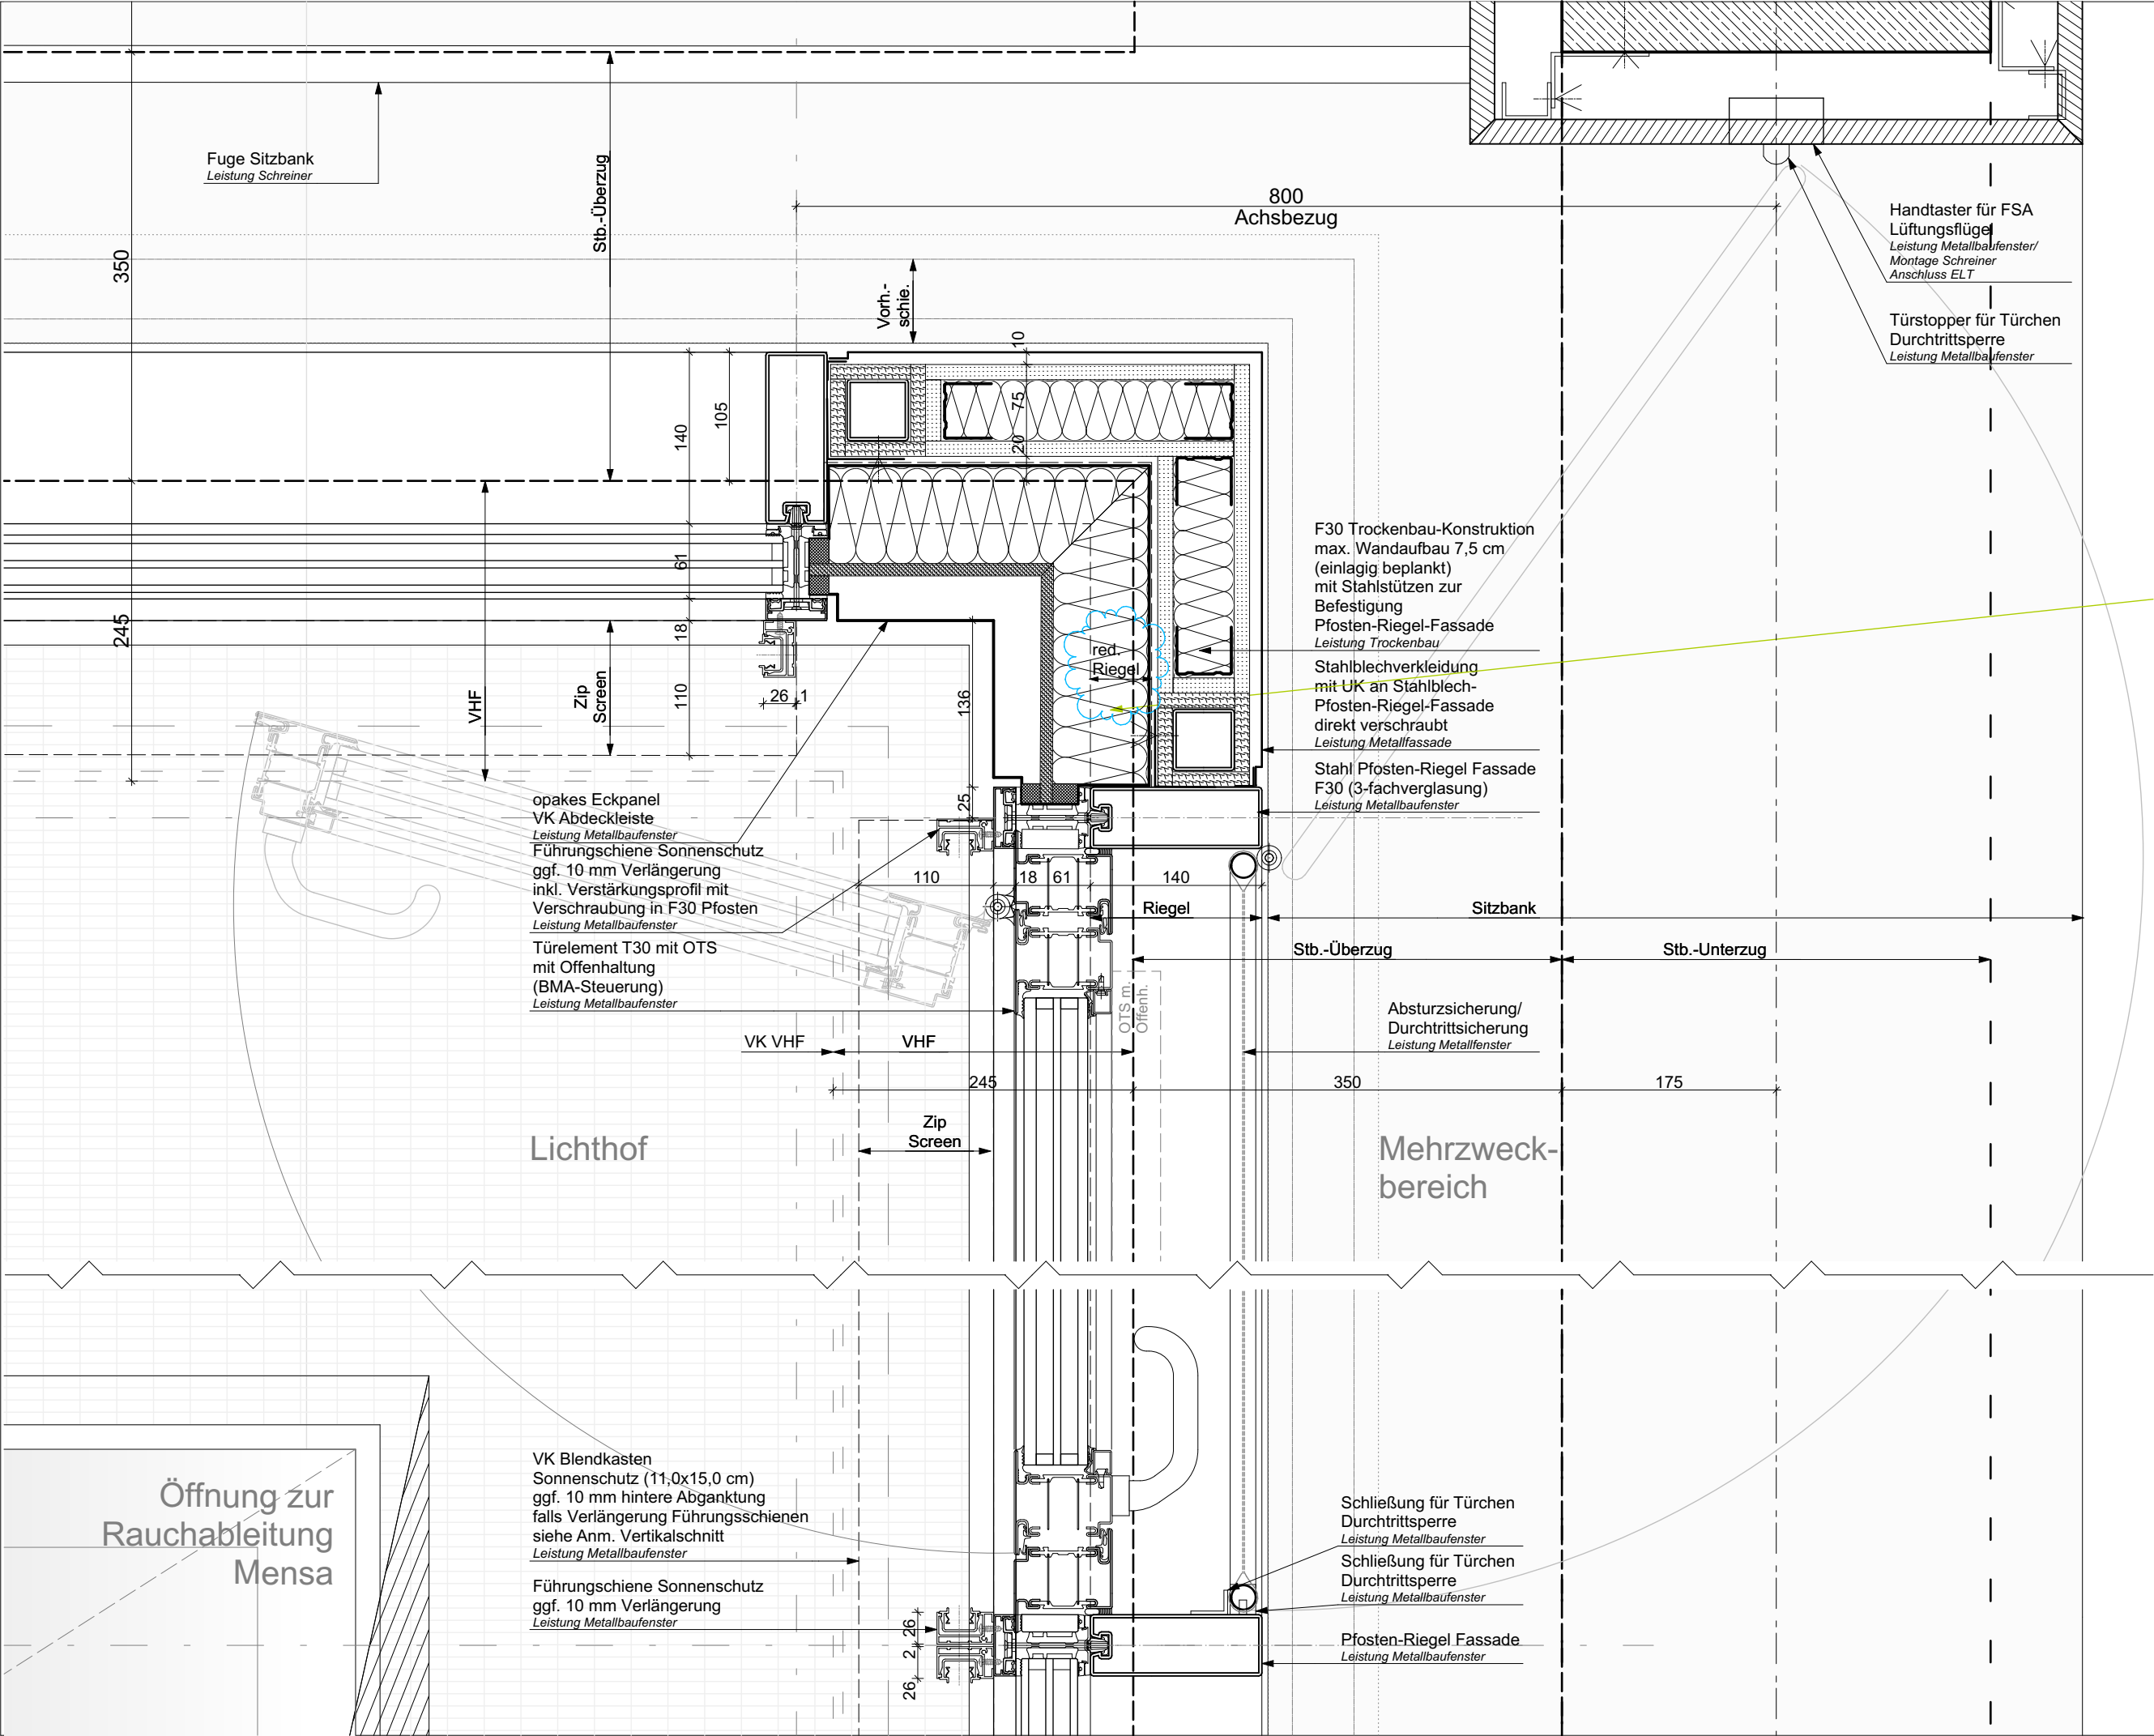 Fuge Sitzbank
Leistung Schreiner
350
Stb.-Überzug
800
Achsbezug
Handtaster für FSA
Lüftungsflügel
Leistung Metallbaufenster/
Montage Schreiner
Anschluss ELT
Türstopper für Türchen
Durchtrittsperre
Leistung Metallbaufenster
Vorh.-
schie.
10
75
20
105
140
61
18
110
245
VHF
Zip
Screen
26
1
136
25
red.
Riegel
F30 Trockenbau-Konstruktion
max. Wandaufbau 7,5 cm
(einlagig beplankt)
mit Stahlstützen zur
Befestigung
Pfosten-Riegel-Fassade
Leistung Trockenbau
Stahlblechverkleidung
mit UK an Stahlblech-
Pfosten-Riegel-Fassade
direkt verschraubt
Leistung Metallfassade
Stahl Pfosten-Riegel Fassade
F30 (3-fachverglasung)
Leistung Metallbaufenster
opakes Eckpanel
VK Abdeckleiste
Leistung Metallbaufenster
Führungschiene Sonnenschutz
ggf. 10 mm Verlängerung
inkl. Verstärkungsprofil mit
Verschraubung in F30 Pfosten
Leistung Metallbaufenster
Türelement T30 mit OTS
mit Offenhaltung
(BMA-Steuerung)
Leistung Metallbaufenster
110
18
61
140
Riegel
Sitzbank
Stb.-Überzug
Stb.-Unterzug
OTS m.
Offenh.
Absturzsicherung/
Durchtrittsicherung
Leistung Metallfenster
VK VHF
VHF
245
350
175
Zip
Screen
Lichthof
Mehrzweck-
bereich
Öffnung zur
Rauchableitung
Mensa
VK Blendkasten
Sonnenschutz (11,0x15,0 cm)
ggf. 10 mm hintere Abganktung
falls Verlängerung Führungsschienen
siehe Anm. Vertikalschnitt
Leistung Metallbaufenster
Führungschiene Sonnenschutz
ggf. 10 mm Verlängerung
Leistung Metallbaufenster
26
2
26
Schließung für Türchen
Durchtrittsperre
Leistung Metallbaufenster
Schließung für Türchen
Durchtrittsperre
Leistung Metallbaufenster
Pfosten-Riegel Fassade
Leistung Metallbaufenster